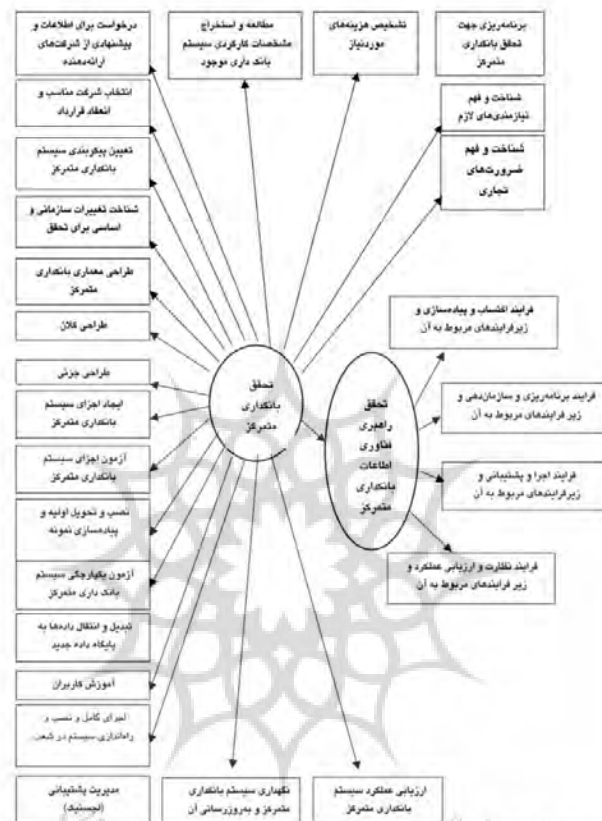 برنامه‌ریزی جهت
تحقق بانکداری
متمرکز
تشخیص هزینه‌های
موردنیاز
مطالعه و استخراج
مشخصات کارکردی سیستم
بانک داری موجود
درخواست برای اطلاعات و
پیشنهادی از شرکت‌های
ارائه‌دهنده
شناخت و فهم
نیازمندی‌های لازم
شناخت و فهم
ضرورت‌های
تجاری
انتخاب شرکت مناسب و
انعقاد قرارداد
تعیین پیکربندی سیستم
بانکداری متمرکز
شناخت تغییرات سازمانی و
اساسی برای تحقق
طراحی معماری بانکداری
متمرکز
طراحی کلان
طراحی جزئی
ایجاد اجزای سیستم
بانکداری متمرکز
آزمون اجزای سیستم
بانکداری متمرکز
نصب و تحویل اولیه و
پیاده‌سازی نمونه
آزمون یکپارچگی سیستم
بانک داری متمرکز
تبدیل و انتقال داده‌ها به
پایگاه داده جدید
آموزش کاربران
اجرای کامل و نصب و
راه‌اندازی سیستم در شعب
تحقق
بانکداری
متمرکز
تحقق
راهبری
فناوری
اطلاعات
بانکداری
متمرکز
فرایند اکتساب و پیاده‌سازی و
زیرفرایندهای مربوط به آن
فرایند برنامه‌ریزی و سازمان‌دهی و
زیر فرایندهای مربوط به آن
فرایند اجرا و پشتیبانی و
زیرفرایندهای مربوط به آن
فرایند نظارت و ارزیابی عملکرد و
زیر فرایندهای مربوط به آن
ارزیابی عملکرد سیستم
بانکداری متمرکز
نگهداری سیستم بانکداری
متمرکز و به‌روزرسانی آن
مدیریت پشتیبانی
(لجستیک)